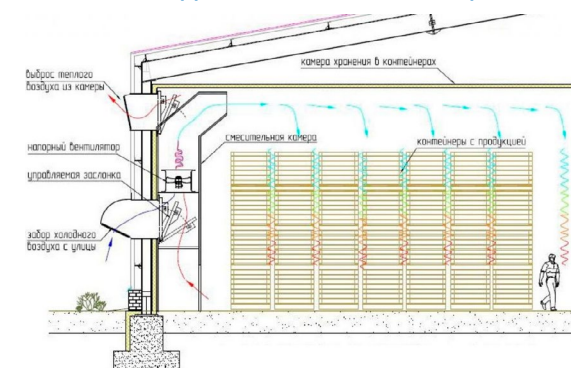 выброс теплого
воздуха из камеры
напорный вентилятор
управляемая заслонка
забор холодного
воздуха с улицы
камера хранения в контейнерах
смесительная камера
контейнеры с продукцией